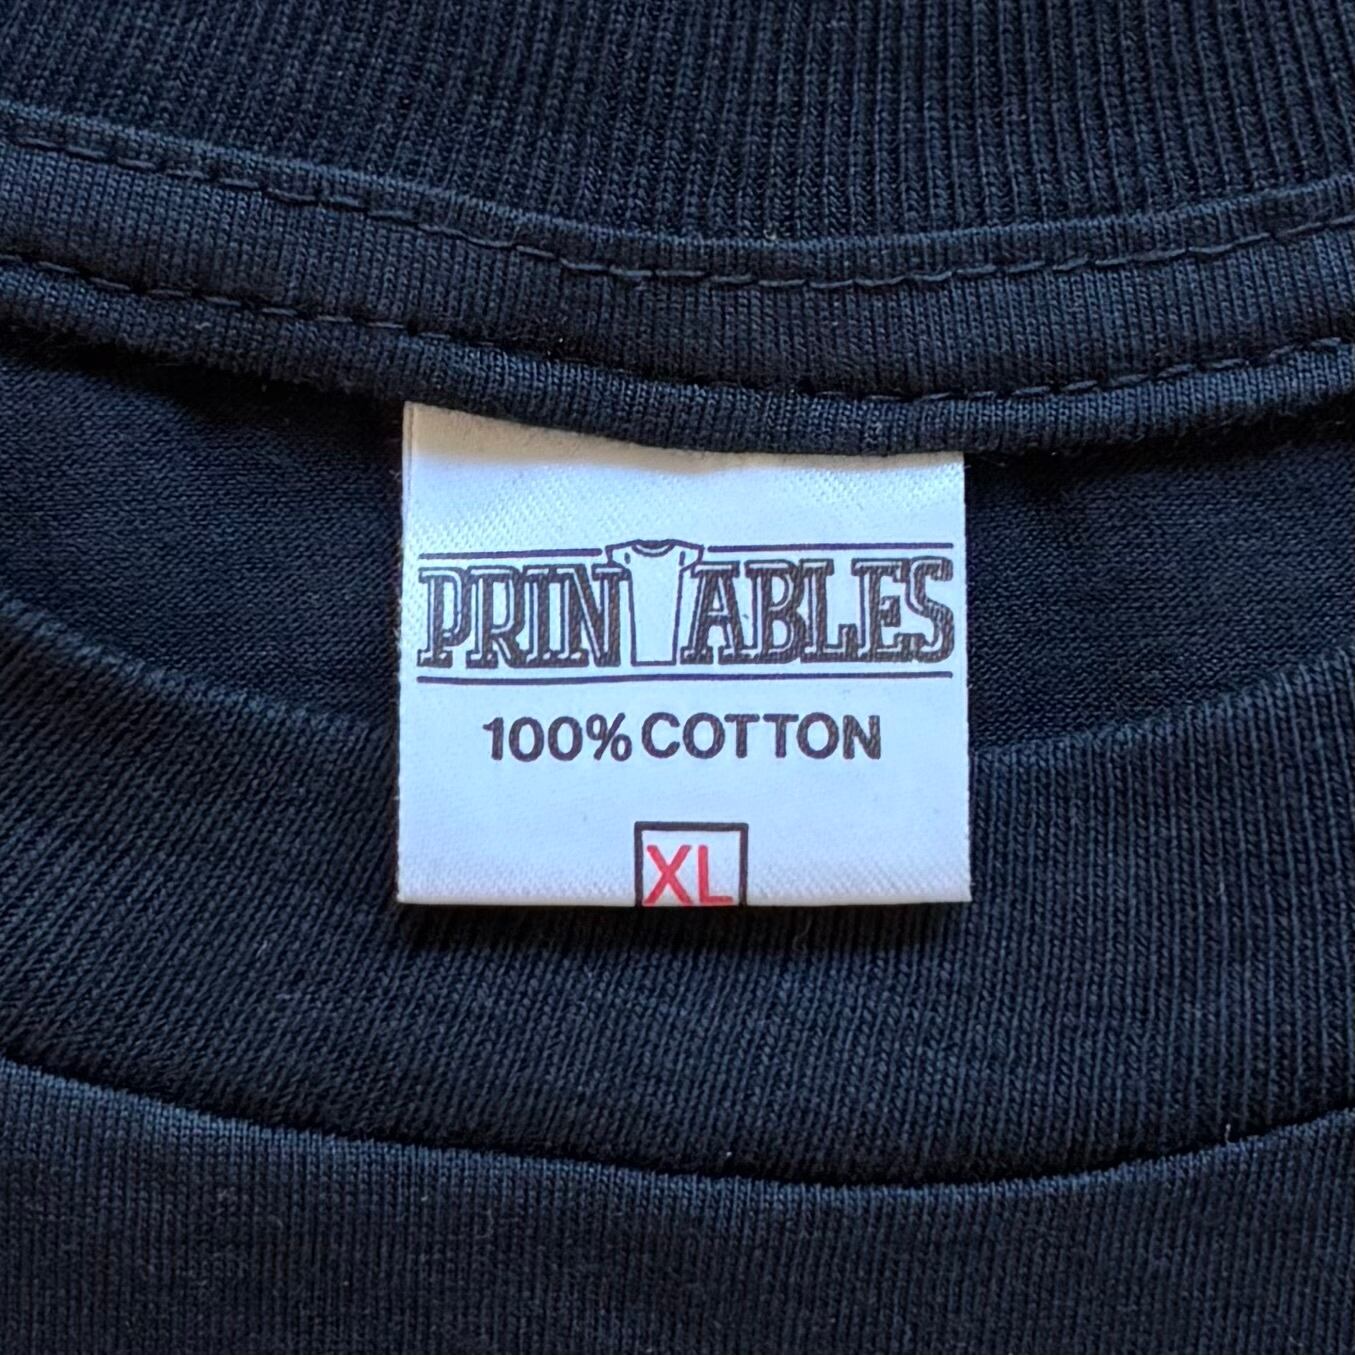 PRINTABLES
100% COTTON
XL